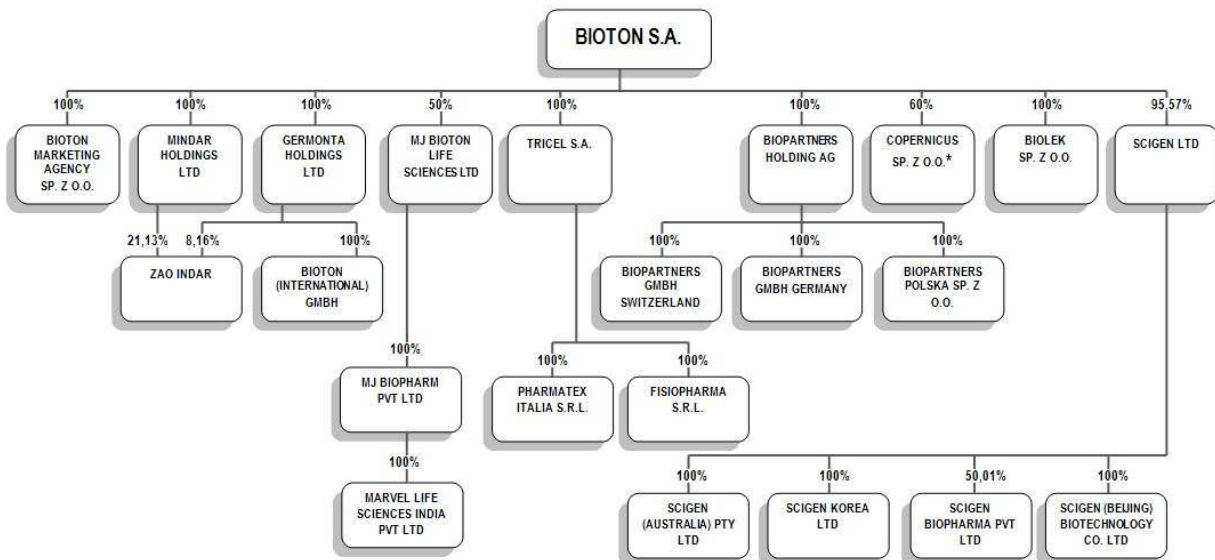 BIOTON S.A.
100%
100%
100%
50%
100%
100%
60%
100%
95,57%
BIOTON
MARKETING
AGENCY
SP. Z O.O.
MINDAR
HOLDINGS
LTD
GERMONTA
HOLDINGS
LTD
MJ BIOTON
LIFE
SCIENCES LTD
TRICEL S.A.
BIOPARTNERS
HOLDING AG
COPERNICUS
SP. Z O.O.*
BIOLEK
SP. Z O.O.
SCIGEN LTD
21,13%
8,16%
100%
100%
100%
100%
ZAO INDAR
BIOTON
(INTERNATIONAL)
GMBH
BIOPARTNERS
GMBH
SWITZERLAND
BIOPARTNERS
GMBH GERMANY
BIOPARTNERS
POLSKA SP. Z
O.O.
100%
100%
100%
MJ BIOPHARM
PVT LTD
PHARMATEX
ITALIA S.R.L.
FISIOPHARMA
S.R.L.
100%
MARVEL LIFE
SCIENCES INDIA
PVT LTD
100%
100%
50,01%
100%
SCIGEN
(AUSTRALIA) PTY
LTD
SCIGEN KOREA
LTD
SCIGEN
BIOPHARMA PVT
LTD
SCIGEN (BEIJING)
BIOTECHNOLOGY
CO. LTD